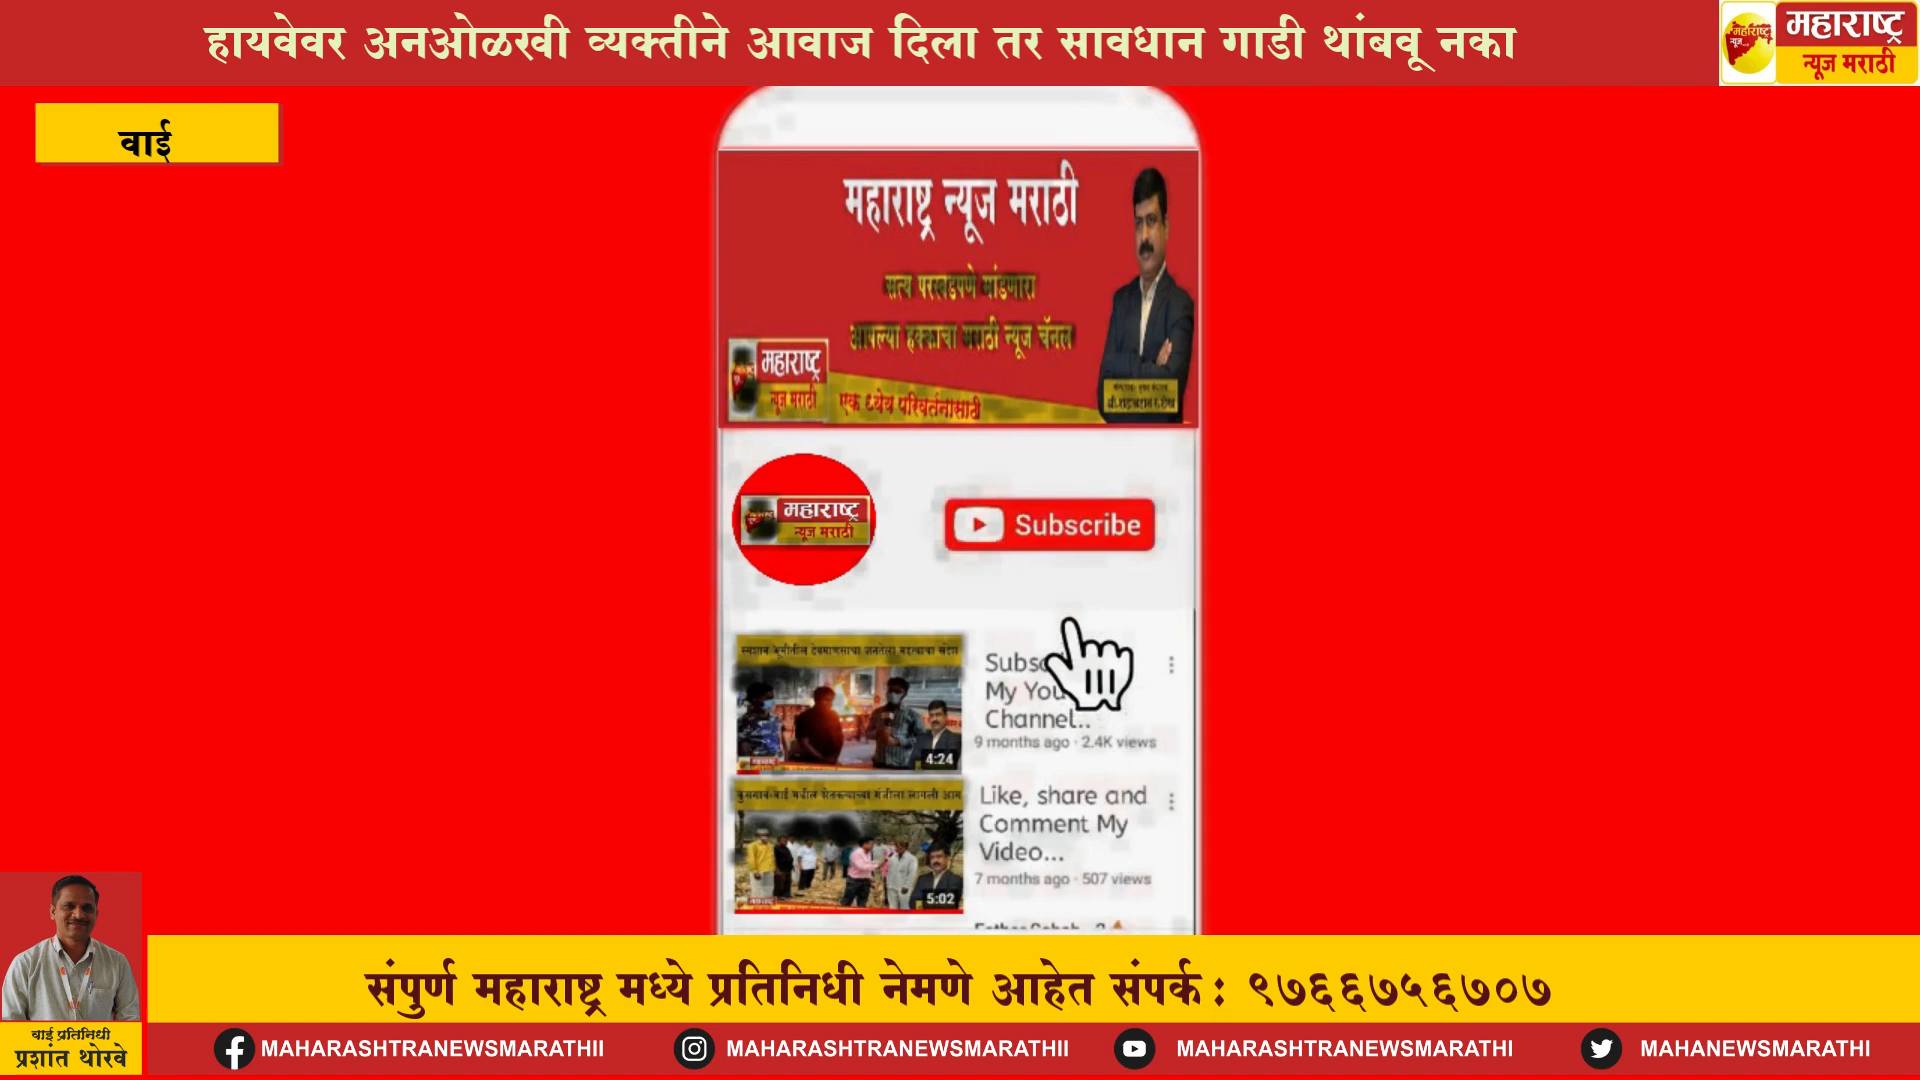 हायवेवर अनओळखी व्यक्तीने आवाज दिला तर सावधान गाडी थांबवू नका
महाराष्ट्र
न्यूज मराठी
वाई
महाराष्ट्र न्यूज मराठी
सत्य परखडपणे मांडणारा
आपल्या हक्काचा मराठी न्यूज चॅनल
महाराष्ट्र
न्यूज मराठी
एक ध्येय परिवर्तनासाठी
महाराष्ट्र
न्यूज मराठी
Subscribe
My You
Channel..
9 months ago · 2.4K views
4:24
Like, share and
Comment My
Video...
7 months ago · 507 views
5:02
संपुर्ण महाराष्ट्र मध्ये प्रतिनिधी नेमणे आहेत संपर्क : ९७६६७५६७०७
वाई प्रतिनिधी
प्रशांत थोरवे
MAHARASHTRANEWSMARATHII
MAHARASHTRANEWSMARATHII
MAHARASHTRANEWSMARATHI
MAHANEWSMARATHI